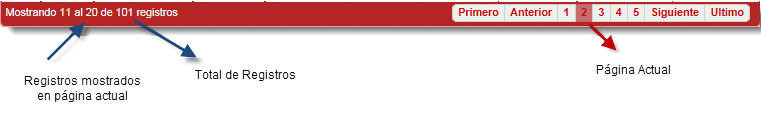 Mostrando 11 al 20 de 101 registros
Primero Anterior 1 2 3 4 5 Siguiente Ultimo
Registros mostrados
en página actual
Total de Registros
Página Actual